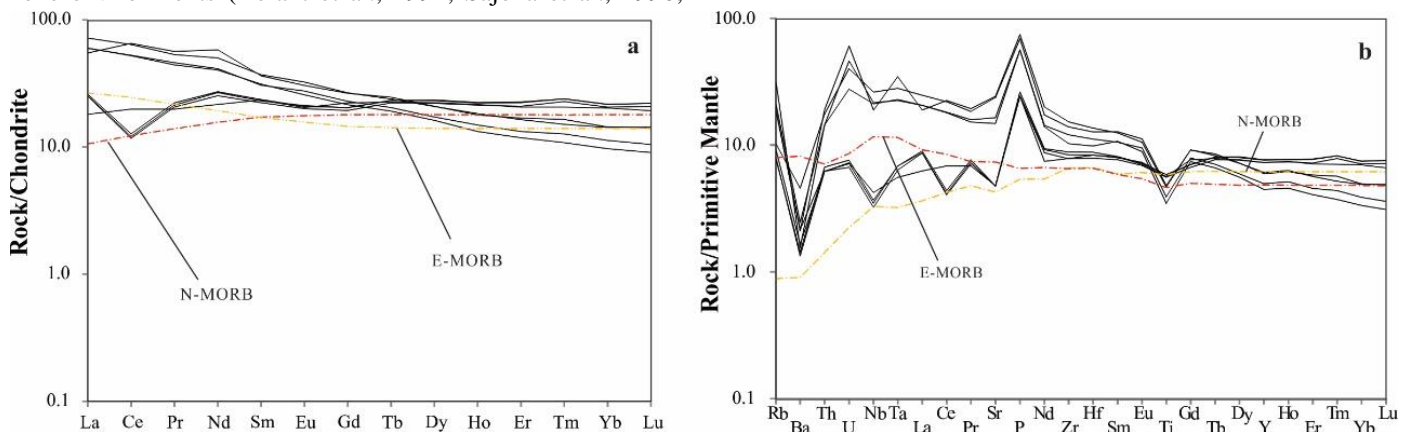 100.0
10.0
1.0
0.1
Rock/Chondrite
a
N-MORB
E-MORB
La Ce Pr Nd Sm Eu Gd Tb Dy Ho Er Tm Yb Lu
100.0
10.0
1.0
0.1
Rock/Primitive Mantle
b
N-MORB
E-MORB
Rb Th Nb La Pr P Zr Sm Ti Tb Y Er Yb
Ba U Ta Ce Sr Nd Hf Eu Gd Dy Ho Tm Lu